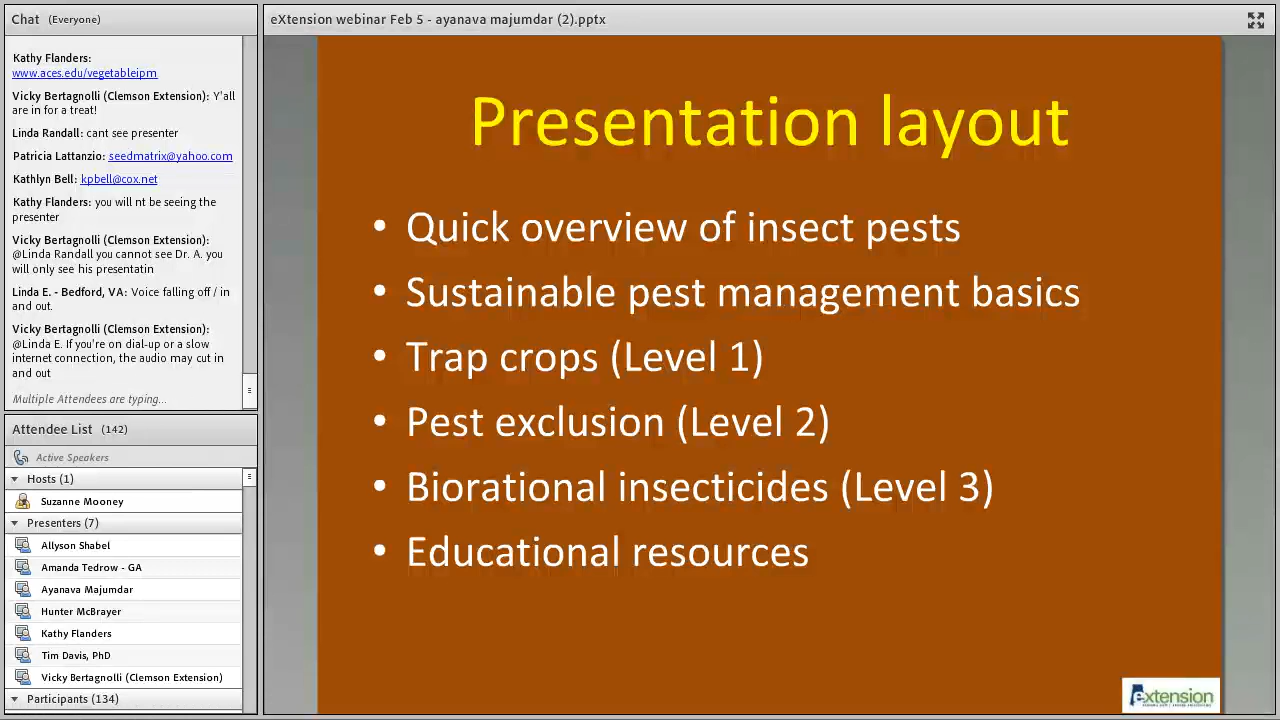 Chat (Everyone)
Kathy Flanders:
www.aces.edu/vegetableipm
Vicky Bertagnolli (Clemson Extension): Y'all
are in for a treat!
Linda Randall: cant see presenter
Patricia Lattanzio: seedmatrix@yahoo.com
Kathlyn Bell: kpbell@cox.net
Kathy Flanders: you will nt be seeing the
presenter
Vicky Bertagnolli (Clemson Extension):
@Linda Randall you cannot see Dr. A. you
will only see his presentatin
Linda E. - Bedford, VA: Voice falling off / in
and out.
Vicky Bertagnolli (Clemson Extension):
@Linda E. If you're on dial-up or a slow
internet connection, the audio may cut in
and out
Multiple Attendees are typing...
Attendee List (142)
Active Speakers
Hosts (1)
Suzanne Mooney
Presenters (7)
Allyson Shabel
Amanda Tedrow - GA
Ayanava Majumdar
Hunter McBrayer
Kathy Flanders
Tim Davis, PhD
Vicky Bertagnolli (Clemson Extension)
Participants (134)
eXtension webinar Feb 5 - ayanava majumdar (2).pptx
Presentation layout
• Quick overview of insect pests
• Sustainable pest management basics
• Trap crops (Level 1)
• Pest exclusion (Level 2)
• Biorational insecticides (Level 3)
• Educational resources
extension